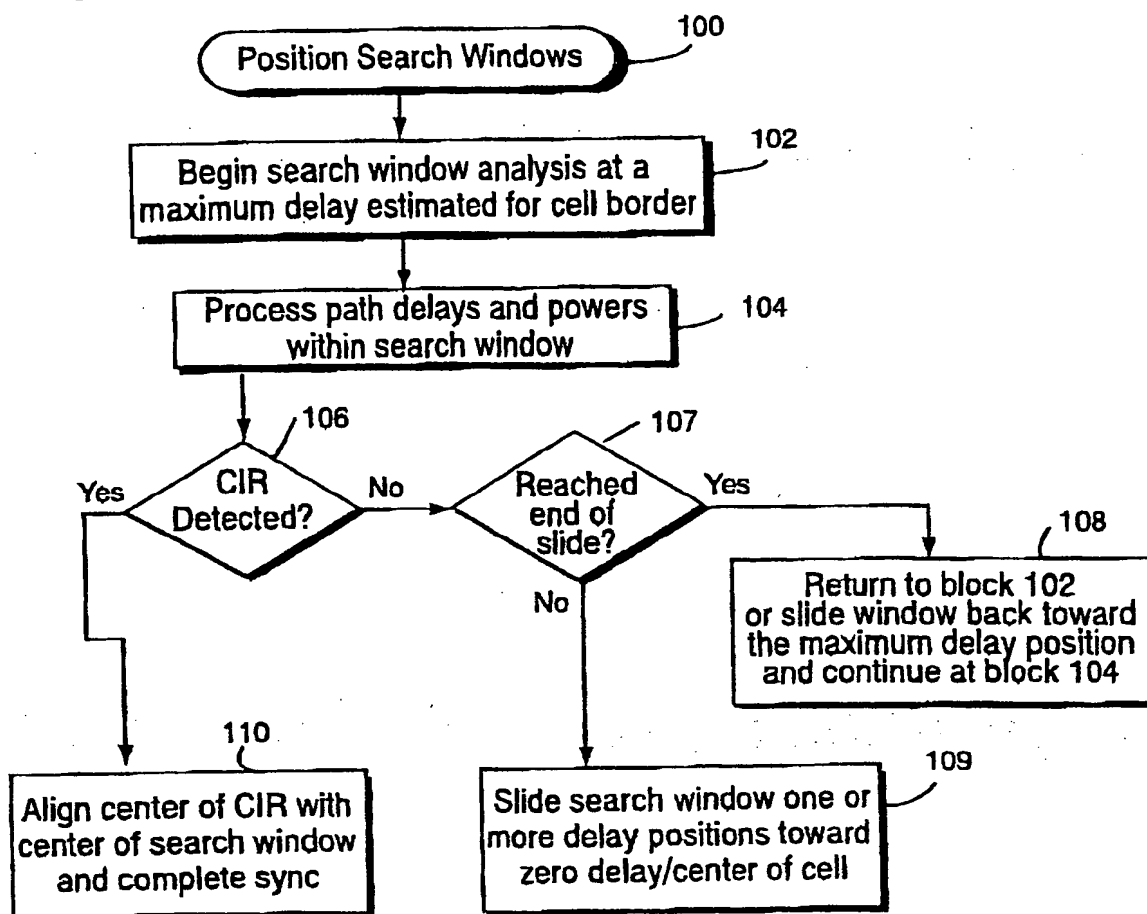 100
Position Search Windows
102
Begin search window analysis at a
maximum delay estimated for cell border
104
Process path delays and powers
within search window
106
CIR
Detected?
Yes
No
107
Reached
end of
slide?
Yes
No
108
Return to block 102
or slide window back toward
the maximum delay position
and continue at block 104
110
Align center of CIR with
center of search window
and complete sync
109
Slide search window one or
more delay positions toward
zero delay/center of cell